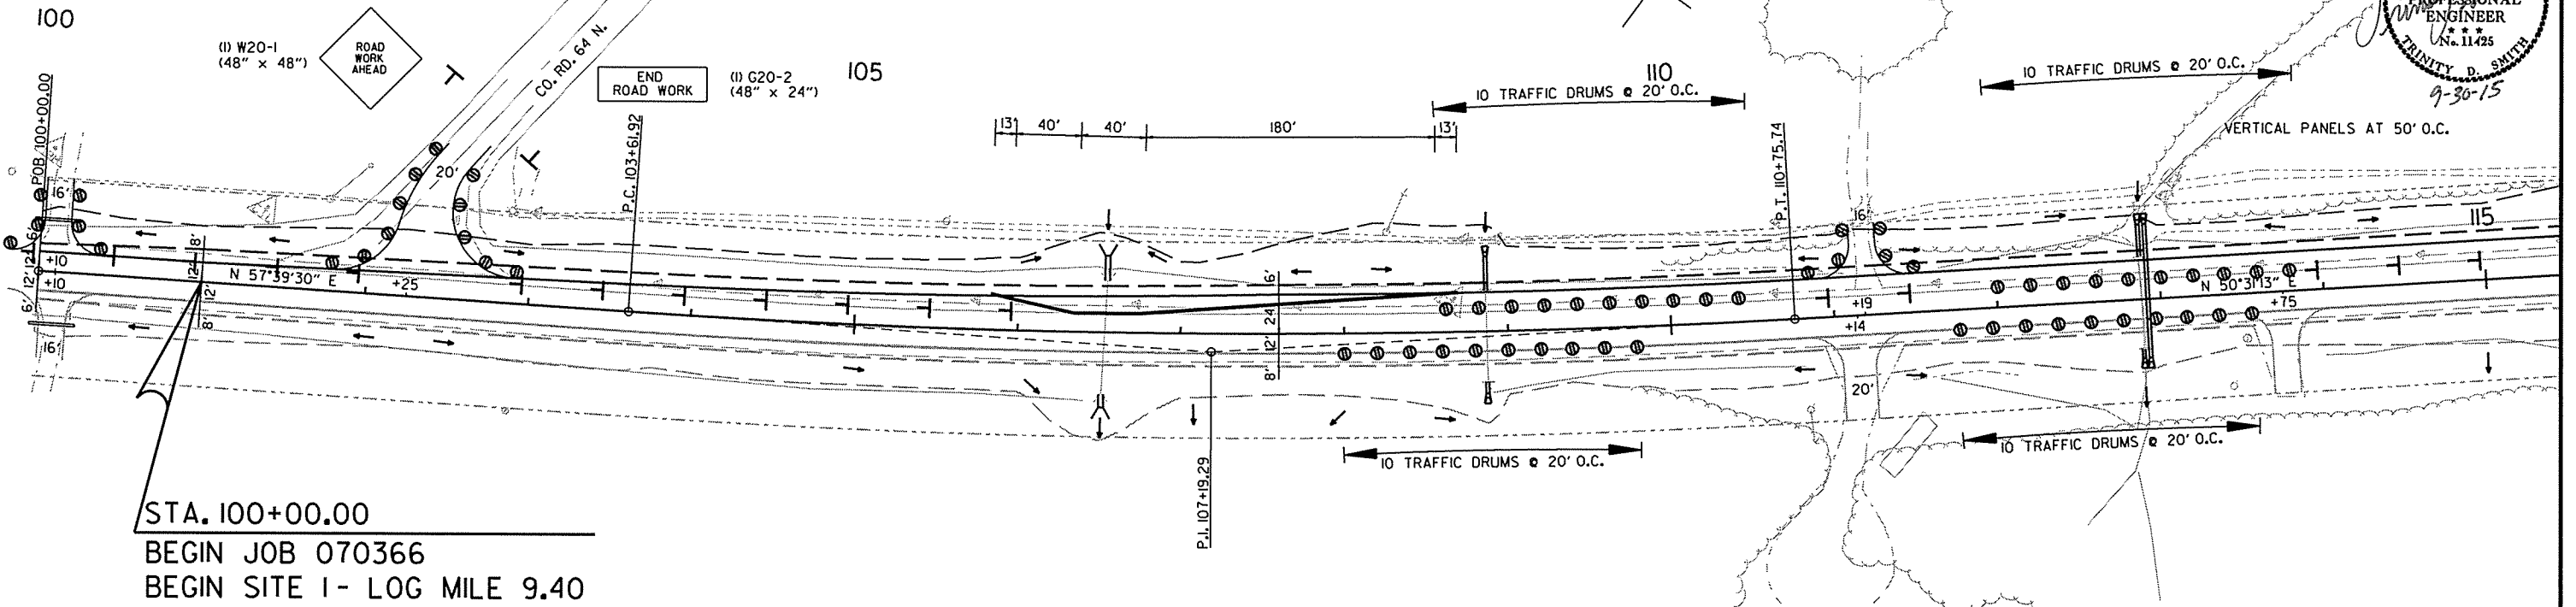 100
(1) W20-1
(48" x 48")
ROAD
WORK
AHEAD
CO. RD. 64 N.
END
ROAD WORK
(1) G20-2
(48" x 24")
105
110
10 TRAFFIC DRUMS @ 20' O.C.
10 TRAFFIC DRUMS @ 20' O.C.
PROFESSIONAL
ENGINEER
★ ★ ★
No. 11425
TRINITY D. SMITH
9-30-15
VERTICAL PANELS AT 50' O.C.
13'
40'
40'
180'
13'
P.O.B. 100+00.00
P.C. 103+61.92
P.T. 110+75.74
16'
20'
16'
115
6'
12'
12'
6'
+10
+10
8'
12'
12'
8'
N 57°39'30" E
+25
6'
24'
12'
8'
+19
+14
N 50°31'13" E
+75
16'
20'
10 TRAFFIC DRUMS @ 20' O.C.
10 TRAFFIC DRUMS @ 20' O.C.
P.I. 107+19.29
STA. 100+00.00
BEGIN JOB 070366
BEGIN SITE 1 - LOG MILE 9.40